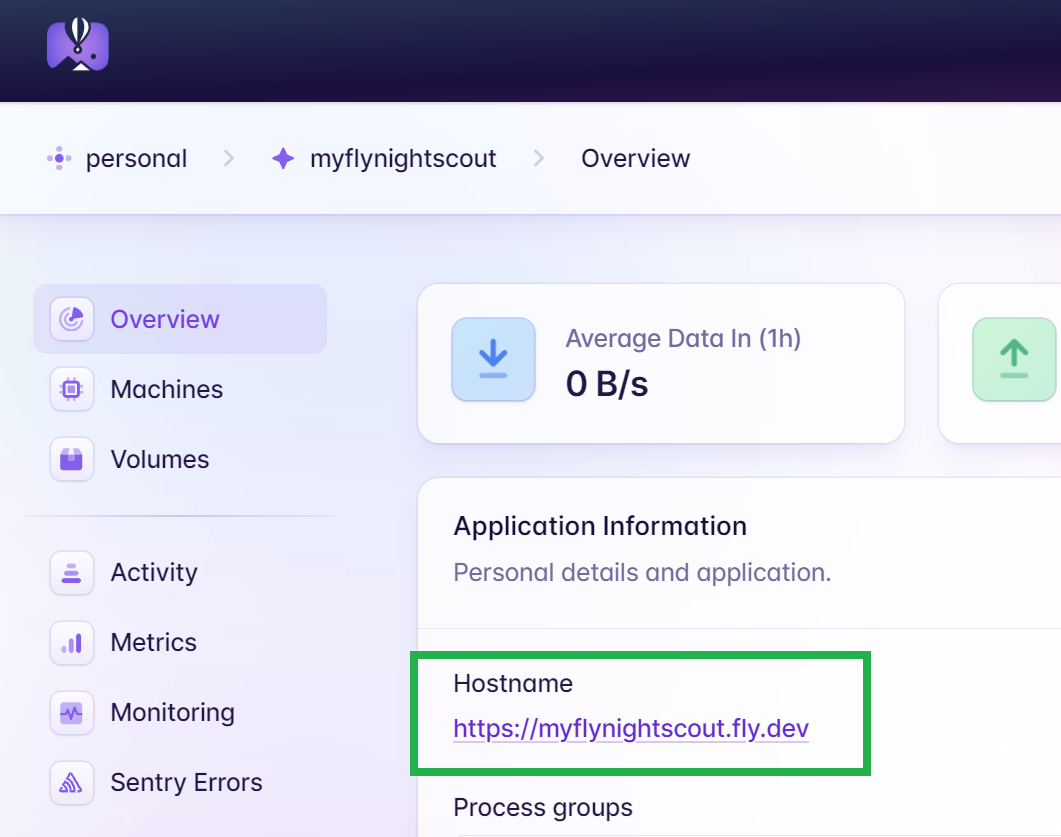 personal
myflynightscout
Overview
Overview
Machines
Volumes
Activity
Metrics
Monitoring
Sentry Errors
Average Data In (1h)
0 B/s
Application Information
Personal details and application.
Hostname
https://myflynightscout.fly.dev
Process groups